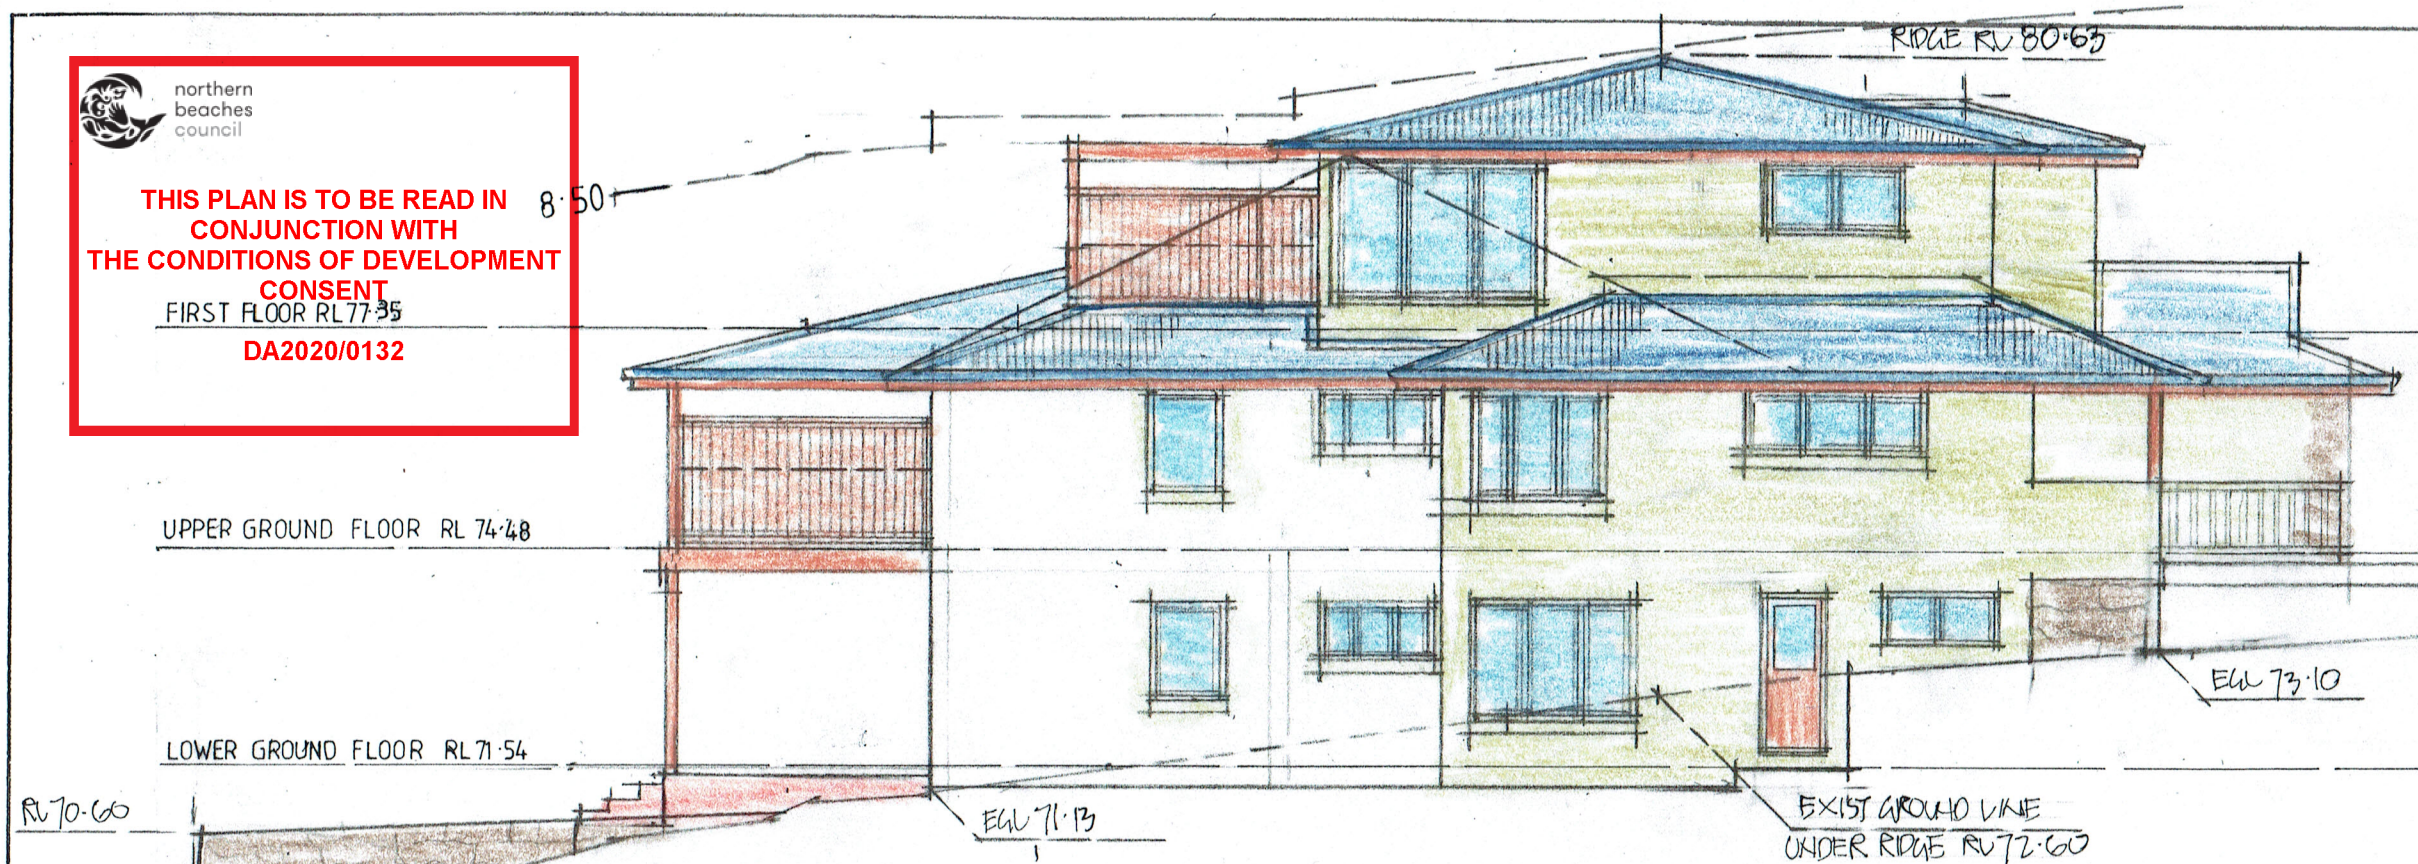 RIDGE RL 80.63
northern
beaches
council
THIS PLAN IS TO BE READ IN
CONJUNCTION WITH
THE CONDITIONS OF DEVELOPMENT
CONSENT
8.50
FIRST FLOOR RL 77.35
DA2020/0132
UPPER GROUND FLOOR RL 74.48
EGL 73.10
LOWER GROUND FLOOR RL 71.54
RL 70.60
EGL 71.13
EXIST GROUND LINE
UNDER RIDGE RL 72.60